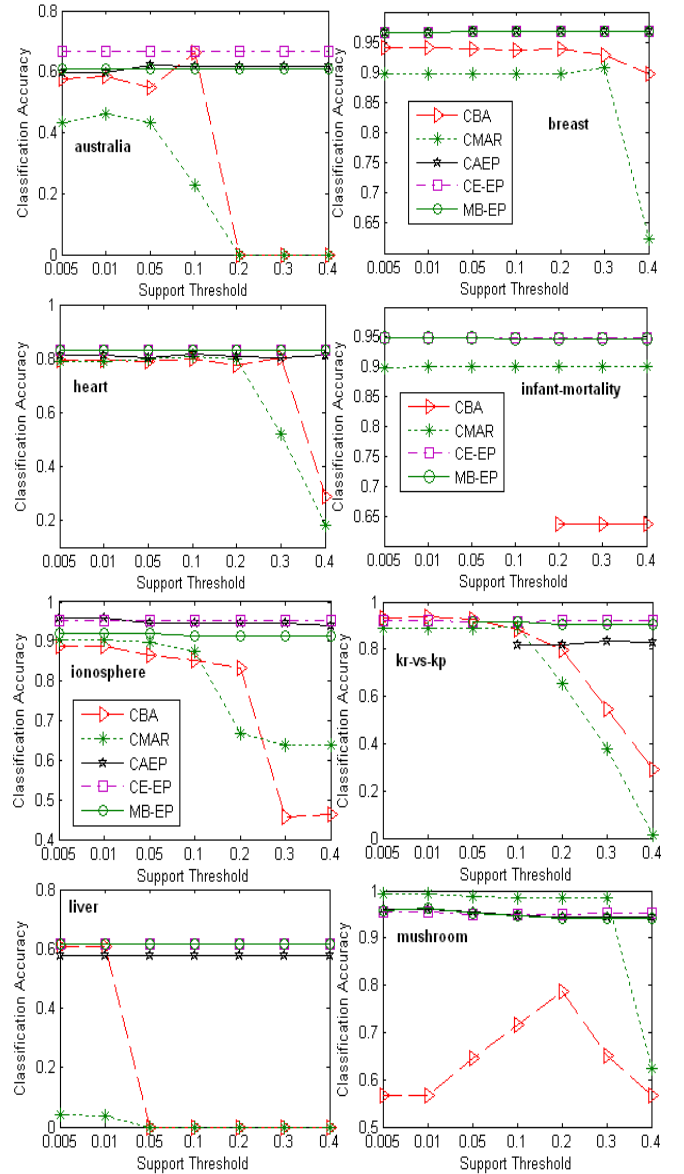 0.8
0.6
0.4
0.2
0
Classification Accuracy
australia
0.005 0.01 0.05 0.1 0.2 0.3 0.4
Support Threshold
0.95
0.9
0.85
0.8
0.75
0.7
0.65
Classification Accuracy
CBA
CMAR
CAEP
CE-EP
MB-EP
breast
0.005 0.01 0.05 0.1 0.2 0.3 0.4
Support Threshold
1
0.8
0.6
0.4
0.2
Classification Accuracy
heart
0.005 0.01 0.05 0.1 0.2 0.3 0.4
Support Threshold
0.95
0.9
0.85
0.8
0.75
0.7
0.65
Classification Accuracy
infant-mortality
CBA
CMAR
CE-EP
MB-EP
0.005 0.01 0.05 0.1 0.2 0.3 0.4
Support Threshold
1
0.9
0.8
0.7
0.6
0.5
0.4
Classification Accuracy
ionosphere
CBA
CMAR
CAEP
CE-EP
MB-EP
0.005 0.01 0.05 0.1 0.2 0.3 0.4
Support Threshold
1
0.8
0.6
0.4
0.2
0
Classification Accuracy
kr-vs-kp
0.005 0.01 0.05 0.1 0.2 0.3 0.4
Support Threshold
0.8
0.6
0.4
0.2
0
Classification Accuracy
liver
0.005 0.01 0.05 0.1 0.2 0.3 0.4
Support Threshold
1
0.9
0.8
0.7
0.6
0.5
Classification Accuracy
mushroom
0.005 0.01 0.05 0.1 0.2 0.3 0.4
Support Threshold